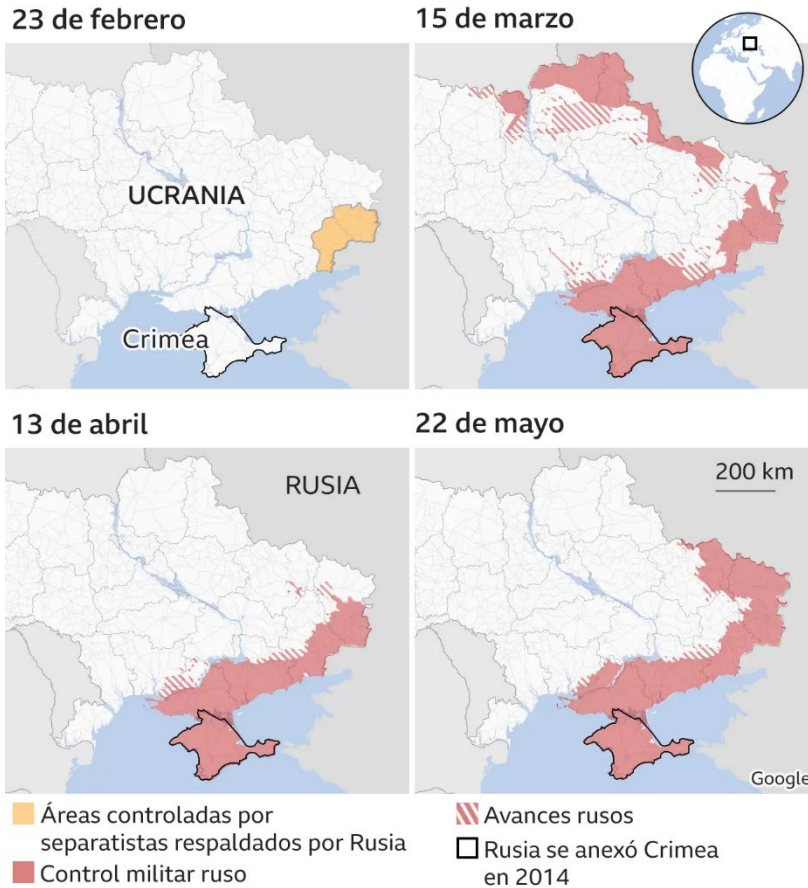 23 de febrero
15 de marzo
UCRANIA
Crimea
13 de abril
22 de mayo
RUSIA
200 km
Google
Áreas controladas por
separatistas respaldados por Rusia
Control militar ruso
Avances rusos
Rusia se anexó Crimea
en 2014